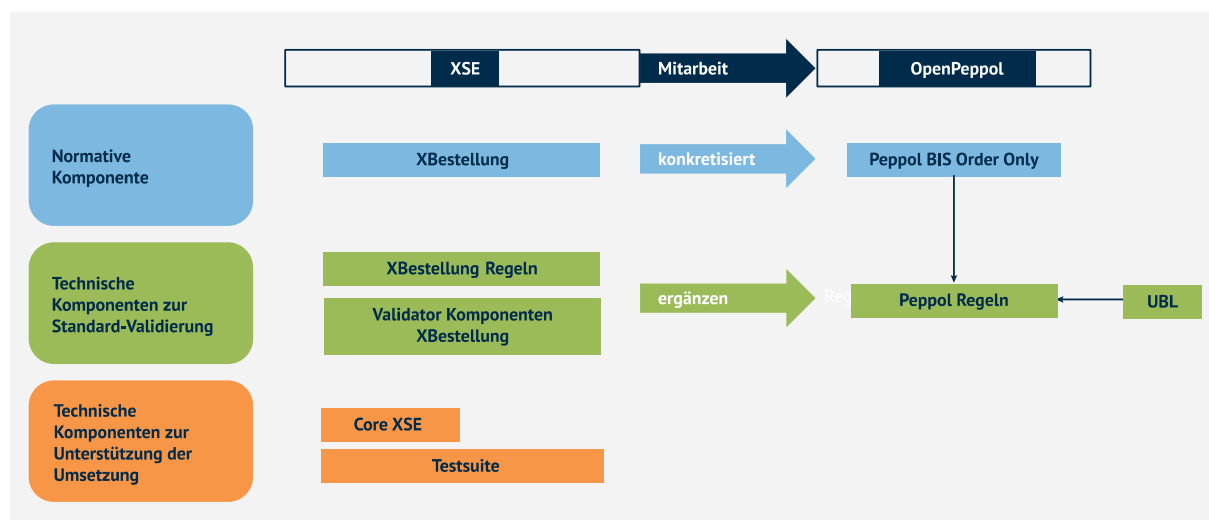 XSE
Mitarbeit
OpenPeppol
Normative
Komponente
XBestellung
konkretisiert
Peppol BIS Order Only
Technische
Komponenten zur
Standard-Validierung
XBestellung Regeln
Validator Komponenten
XBestellung
ergänzen
Peppol Regeln
UBL
Technische
Komponenten zur
Unterstützung der
Umsetzung
Core XSE
Testsuite